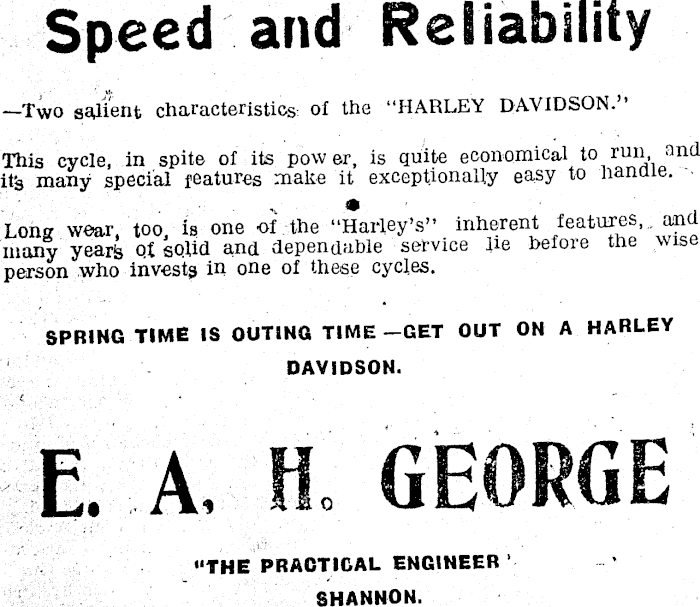 Speed and Reliability
—Two salient characteristics of the "HARLEY DAVIDSON."
This cycle, in spite of its power, is quite economical to run, and
it's many special features make it exceptionally easy to handle.
Long wear, too, is one of the "Harley's" inherent features, and
many years of solid and dependable service lie before the wise
person who invests in one of these cycles.
SPRING TIME IS OUTING TIME—GET OUT ON A HARLEY
DAVIDSON.
E. A. H. GEORGE
"THE PRACTICAL ENGINEER'
SHANNON.